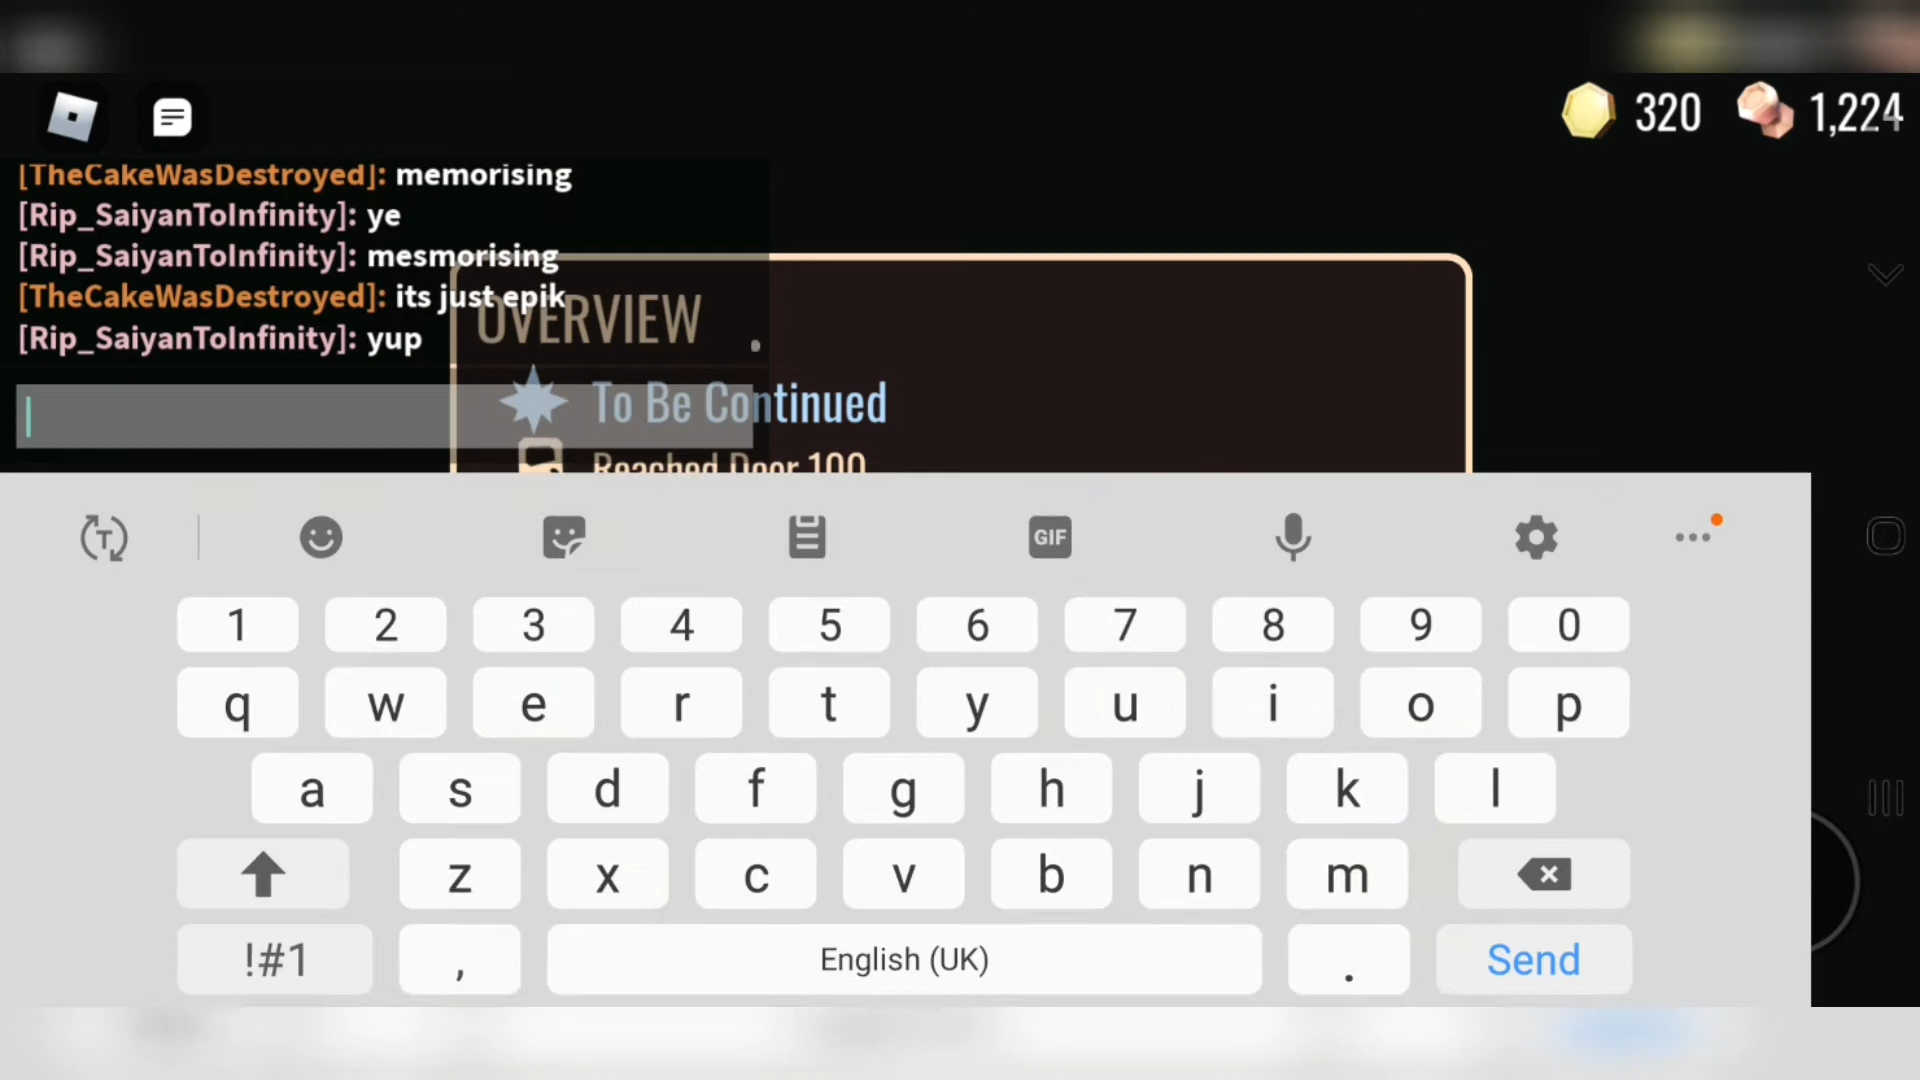 320 1,224
[TheCakeWasDestroyed]: memorising
[Rip_SaiyanToInfinity]: ye
[Rip_SaiyanToInfinity]: mesmorising
[TheCakeWasDestroyed]: its just epik
[Rip_SaiyanToInfinity]: yup
OVERVIEW
To Be Continued
Reached Door 100
T GIF
1 2 3 4 5 6 7 8 9 0
q w e r t y u i o p
a s d f g h j k l
z x c v b n m
!#1 , English (UK) . Send